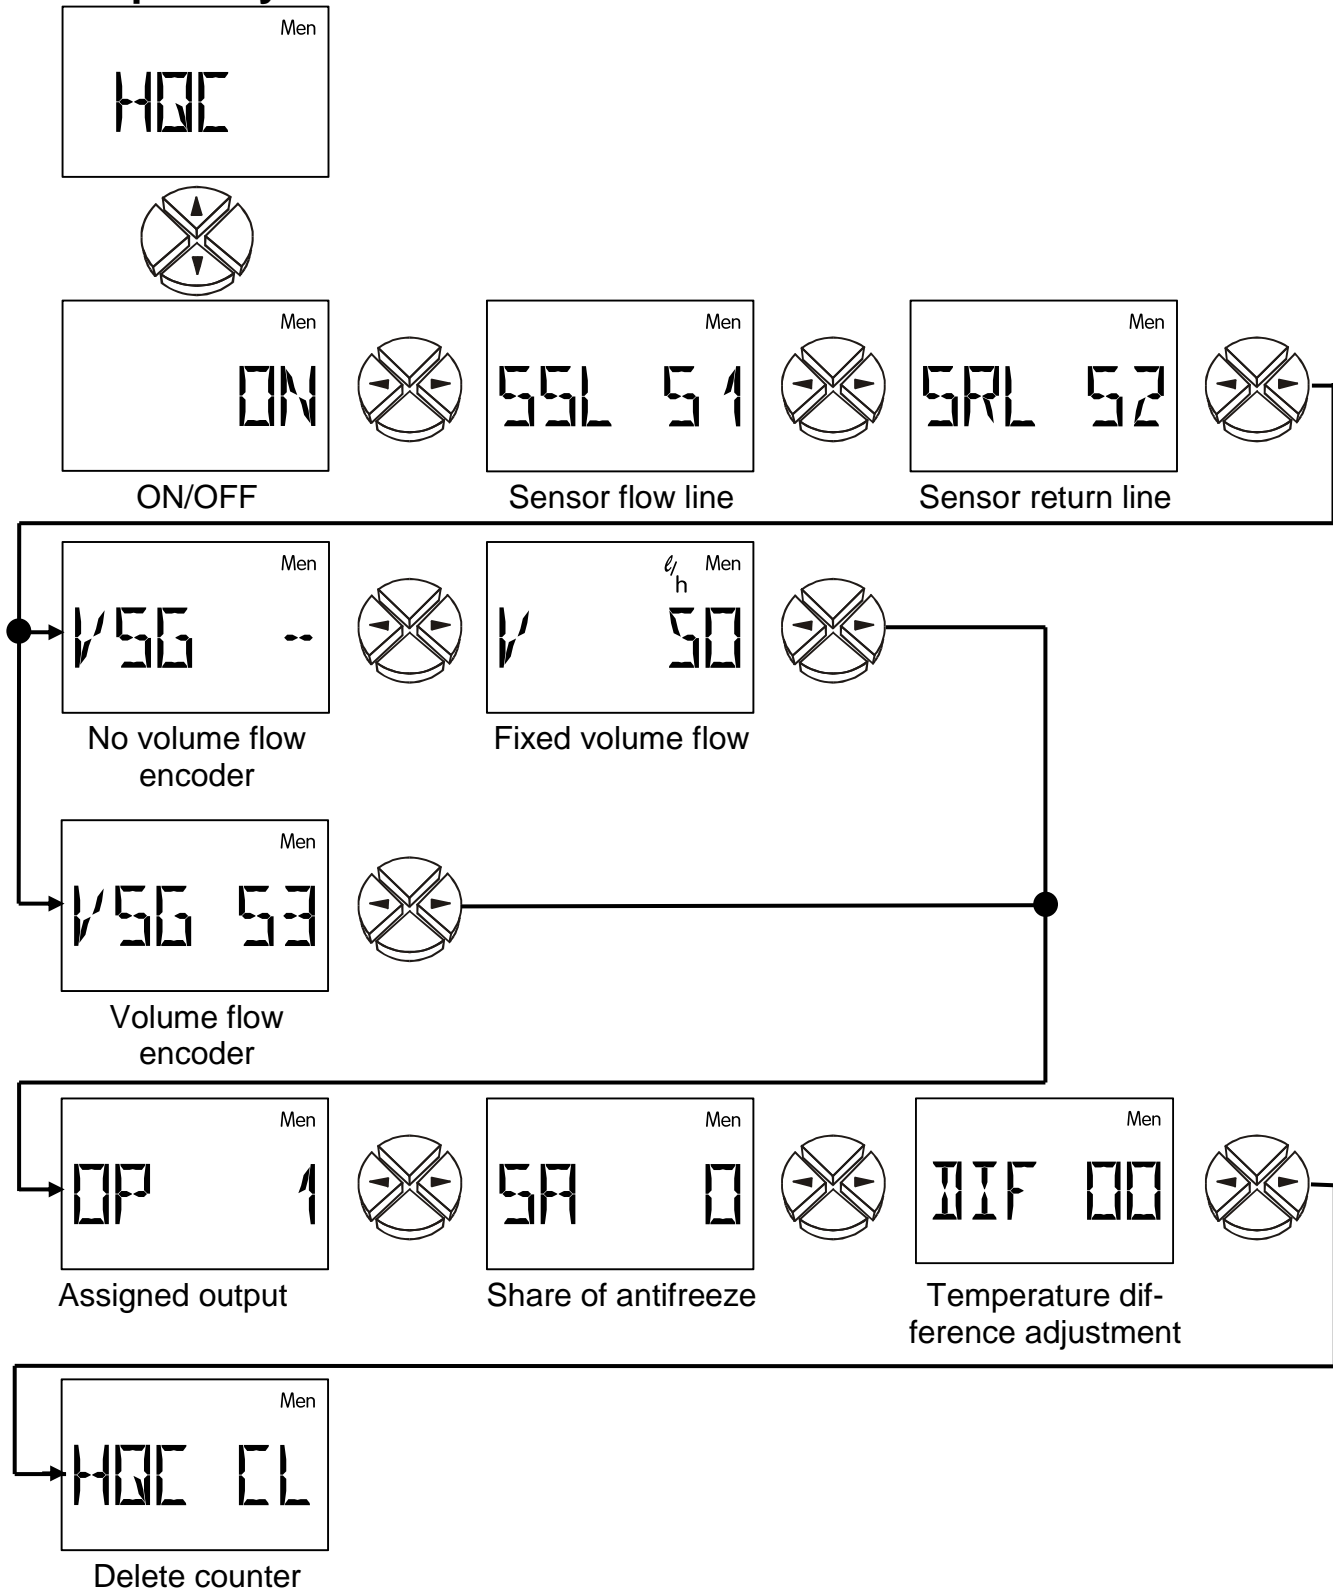 Men
HQC
Men
ON
ON/OFF
Men
SSL S1
Sensor flow line
Men
SRL S2
Sensor return line
Men
VSG --
No volume flow
encoder
l/h Men
V 50
Fixed volume flow
Men
VSG S3
Volume flow
encoder
Men
OP 1
Assigned output
Men
SA 0
Share of antifreeze
Men
DIF 00
Temperature dif-
ference adjustment
Men
HQC CL
Delete counter